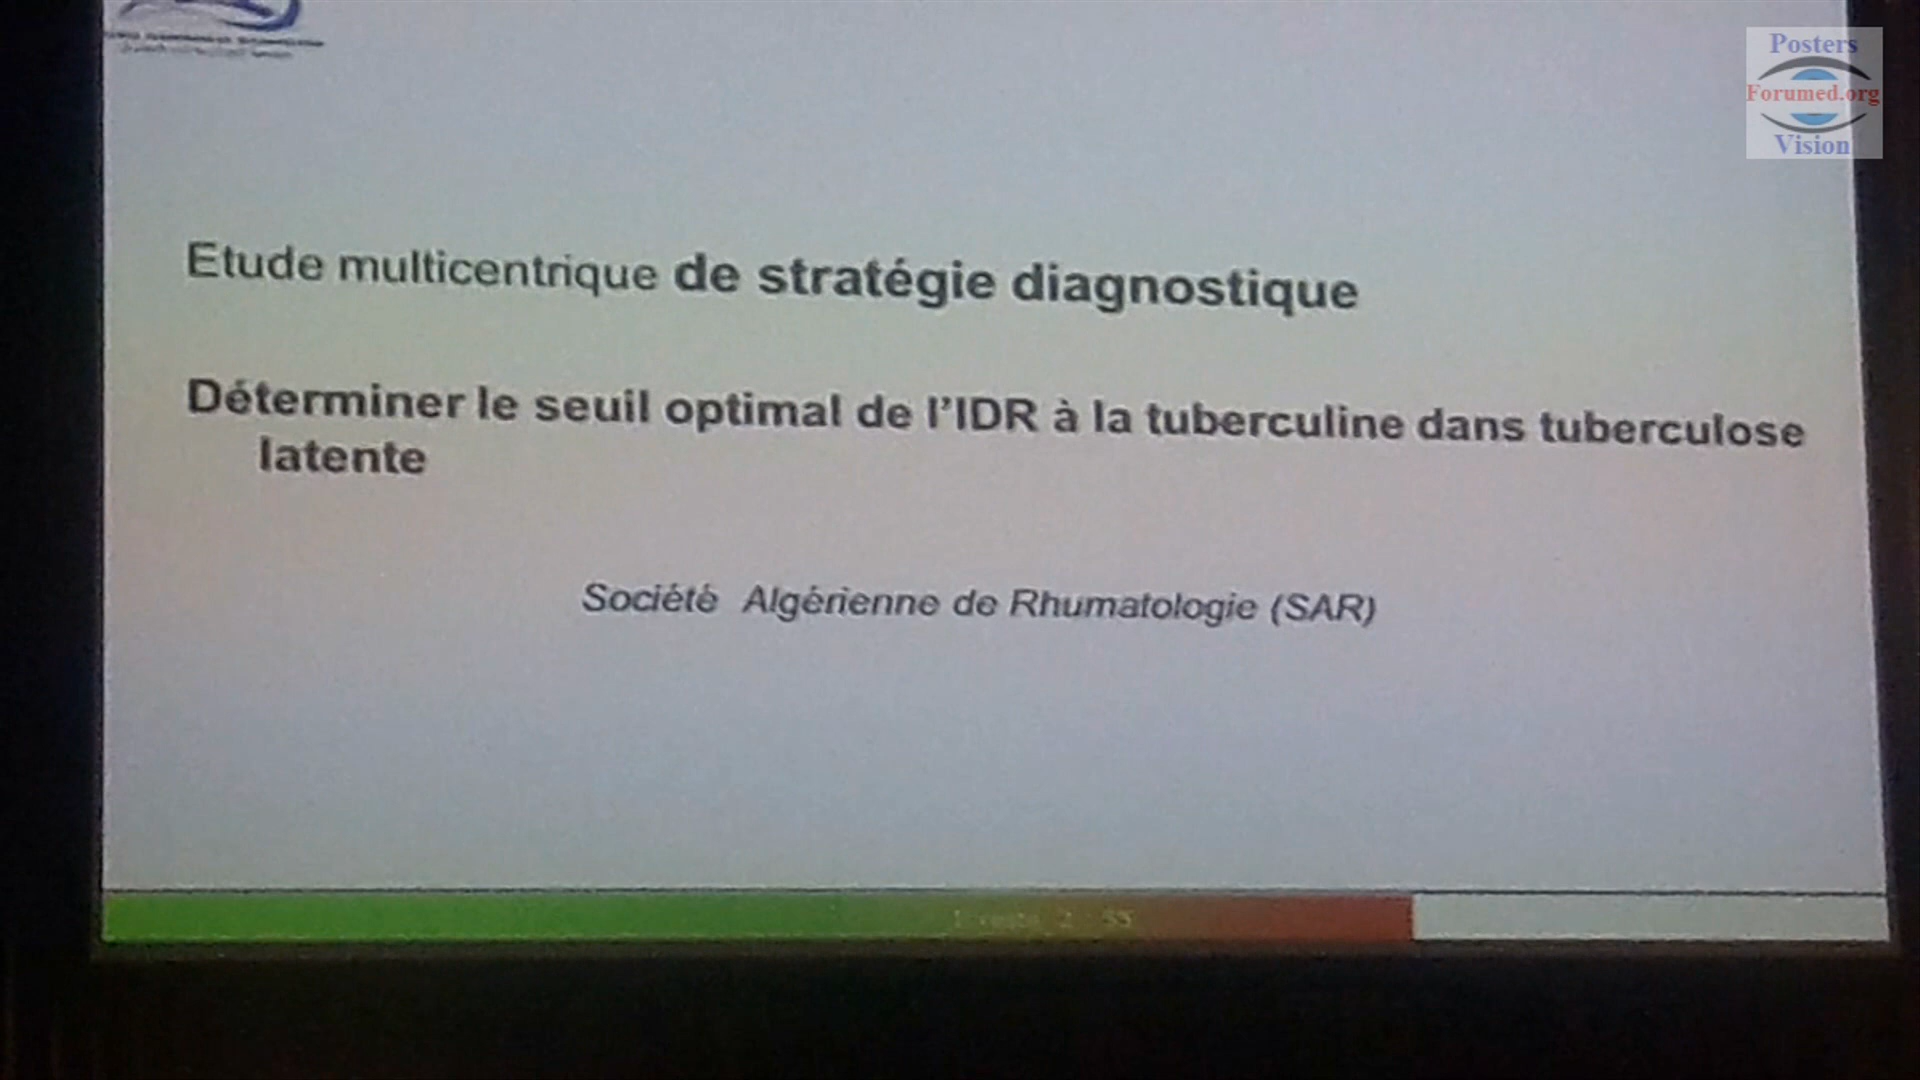 Posters
Forumed.org
Vision
Etude multicentrique de stratégie diagnostique
Déterminer le seuil optimal de l'IDR à la tuberculine dans tuberculose
latente
Société Algérienne de Rhumatologie (SAR)